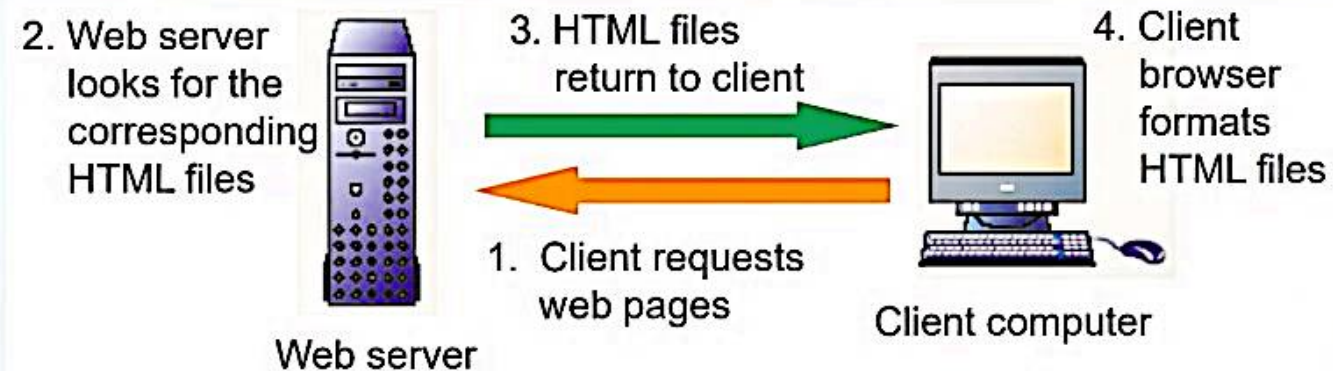 2. Web server
looks for the
corresponding
HTML files
3. HTML files
return to client
4. Client
browser
formats
HTML files
1. Client requests
web pages
Web server
Client computer